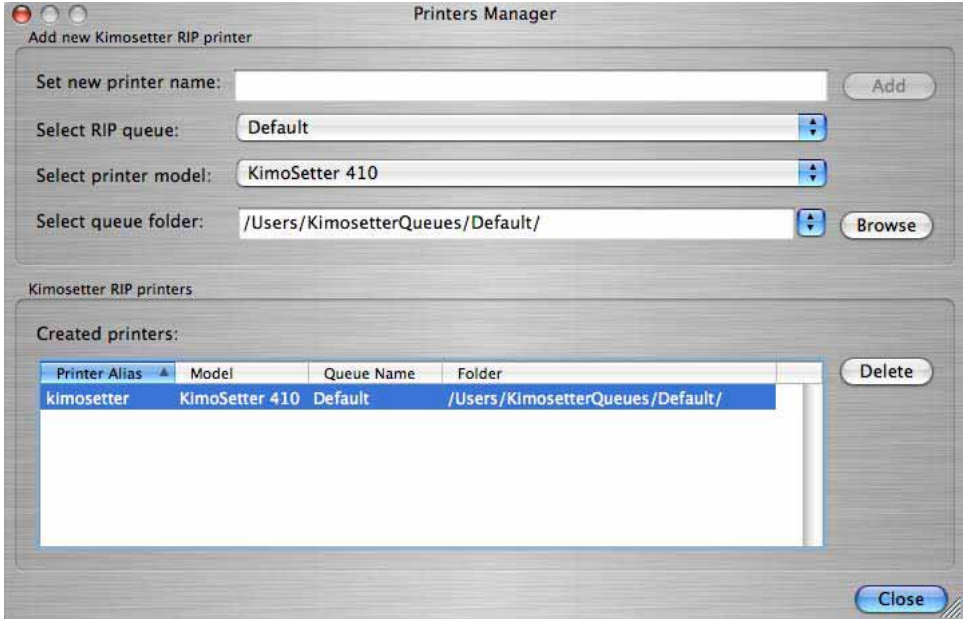 Printers Manager
Add new Kimosetter RIP printer
Set new printer name:
Add
Select RIP queue: Default
Select printer model: KimoSetter 410
Select queue folder: /Users/KimosetterQueues/Default/ Browse
Kimosetter RIP printers
Created printers:
Printer Alias Model Queue Name Folder
Delete
kimosetter KimoSetter 410 Default /Users/KimosetterQueues/Default/
Close